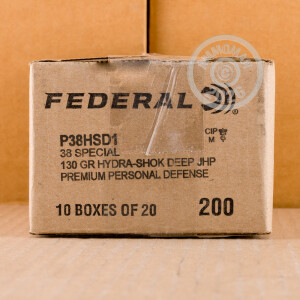 FEDERAL
P38HSD1
38 SPECIAL
130 GR HYDRA-SHOK DEEP JHP
PREMIUM PERSONAL DEFENSE
CIP
M
10 BOXES OF 20 200